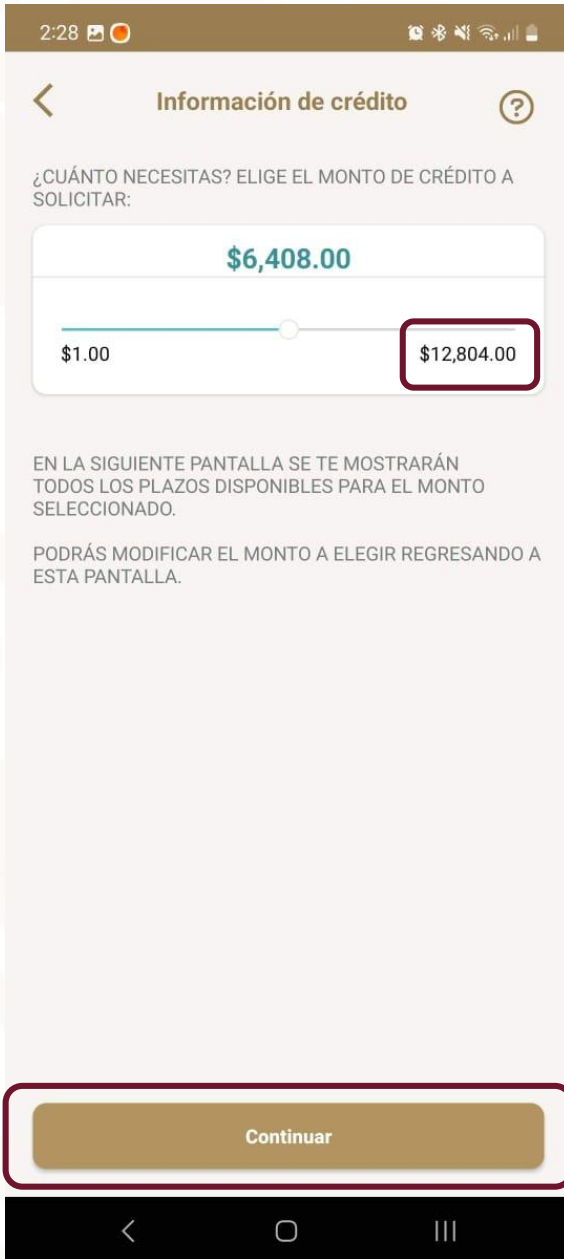 2:28
Información de crédito
¿CUÁNTO NECESITAS? ELIGE EL MONTO DE CRÉDITO A
SOLICITAR:
$6,408.00
$1.00
$12,804.00
EN LA SIGUIENTE PANTALLA SE TE MOSTRARÁN
TODOS LOS PLAZOS DISPONIBLES PARA EL MONTO
SELECCIONADO.
PODRÁS MODIFICAR EL MONTO A ELEGIR REGRESANDO A
ESTA PANTALLA.
Continuar